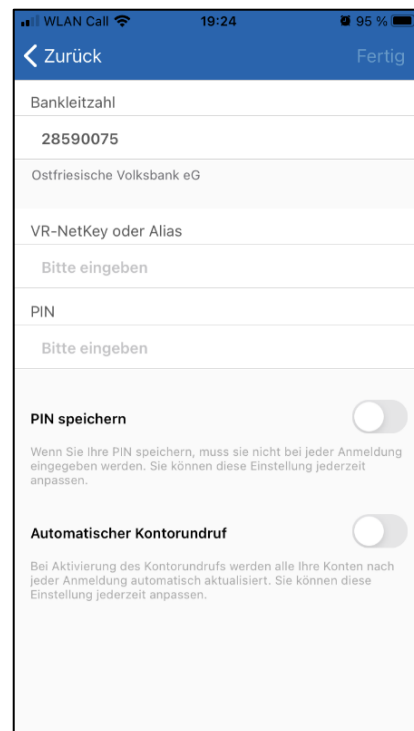 WLAN Call 19:24 95 %
Zurück Fertig
Bankleitzahl
28590075
Ostfriesische Volksbank eG
VR-NetKey oder Alias
Bitte eingeben
PIN
Bitte eingeben
PIN speichern
Wenn Sie Ihre PIN speichern, muss sie nicht bei jeder Anmeldung
eingegeben werden. Sie können diese Einstellung jederzeit
anpassen.
Automatischer Kontorundruf
Bei Aktivierung des Kontorundrufs werden alle Ihre Konten nach
jeder Anmeldung automatisch aktualisiert. Sie können diese
Einstellung jederzeit anpassen.